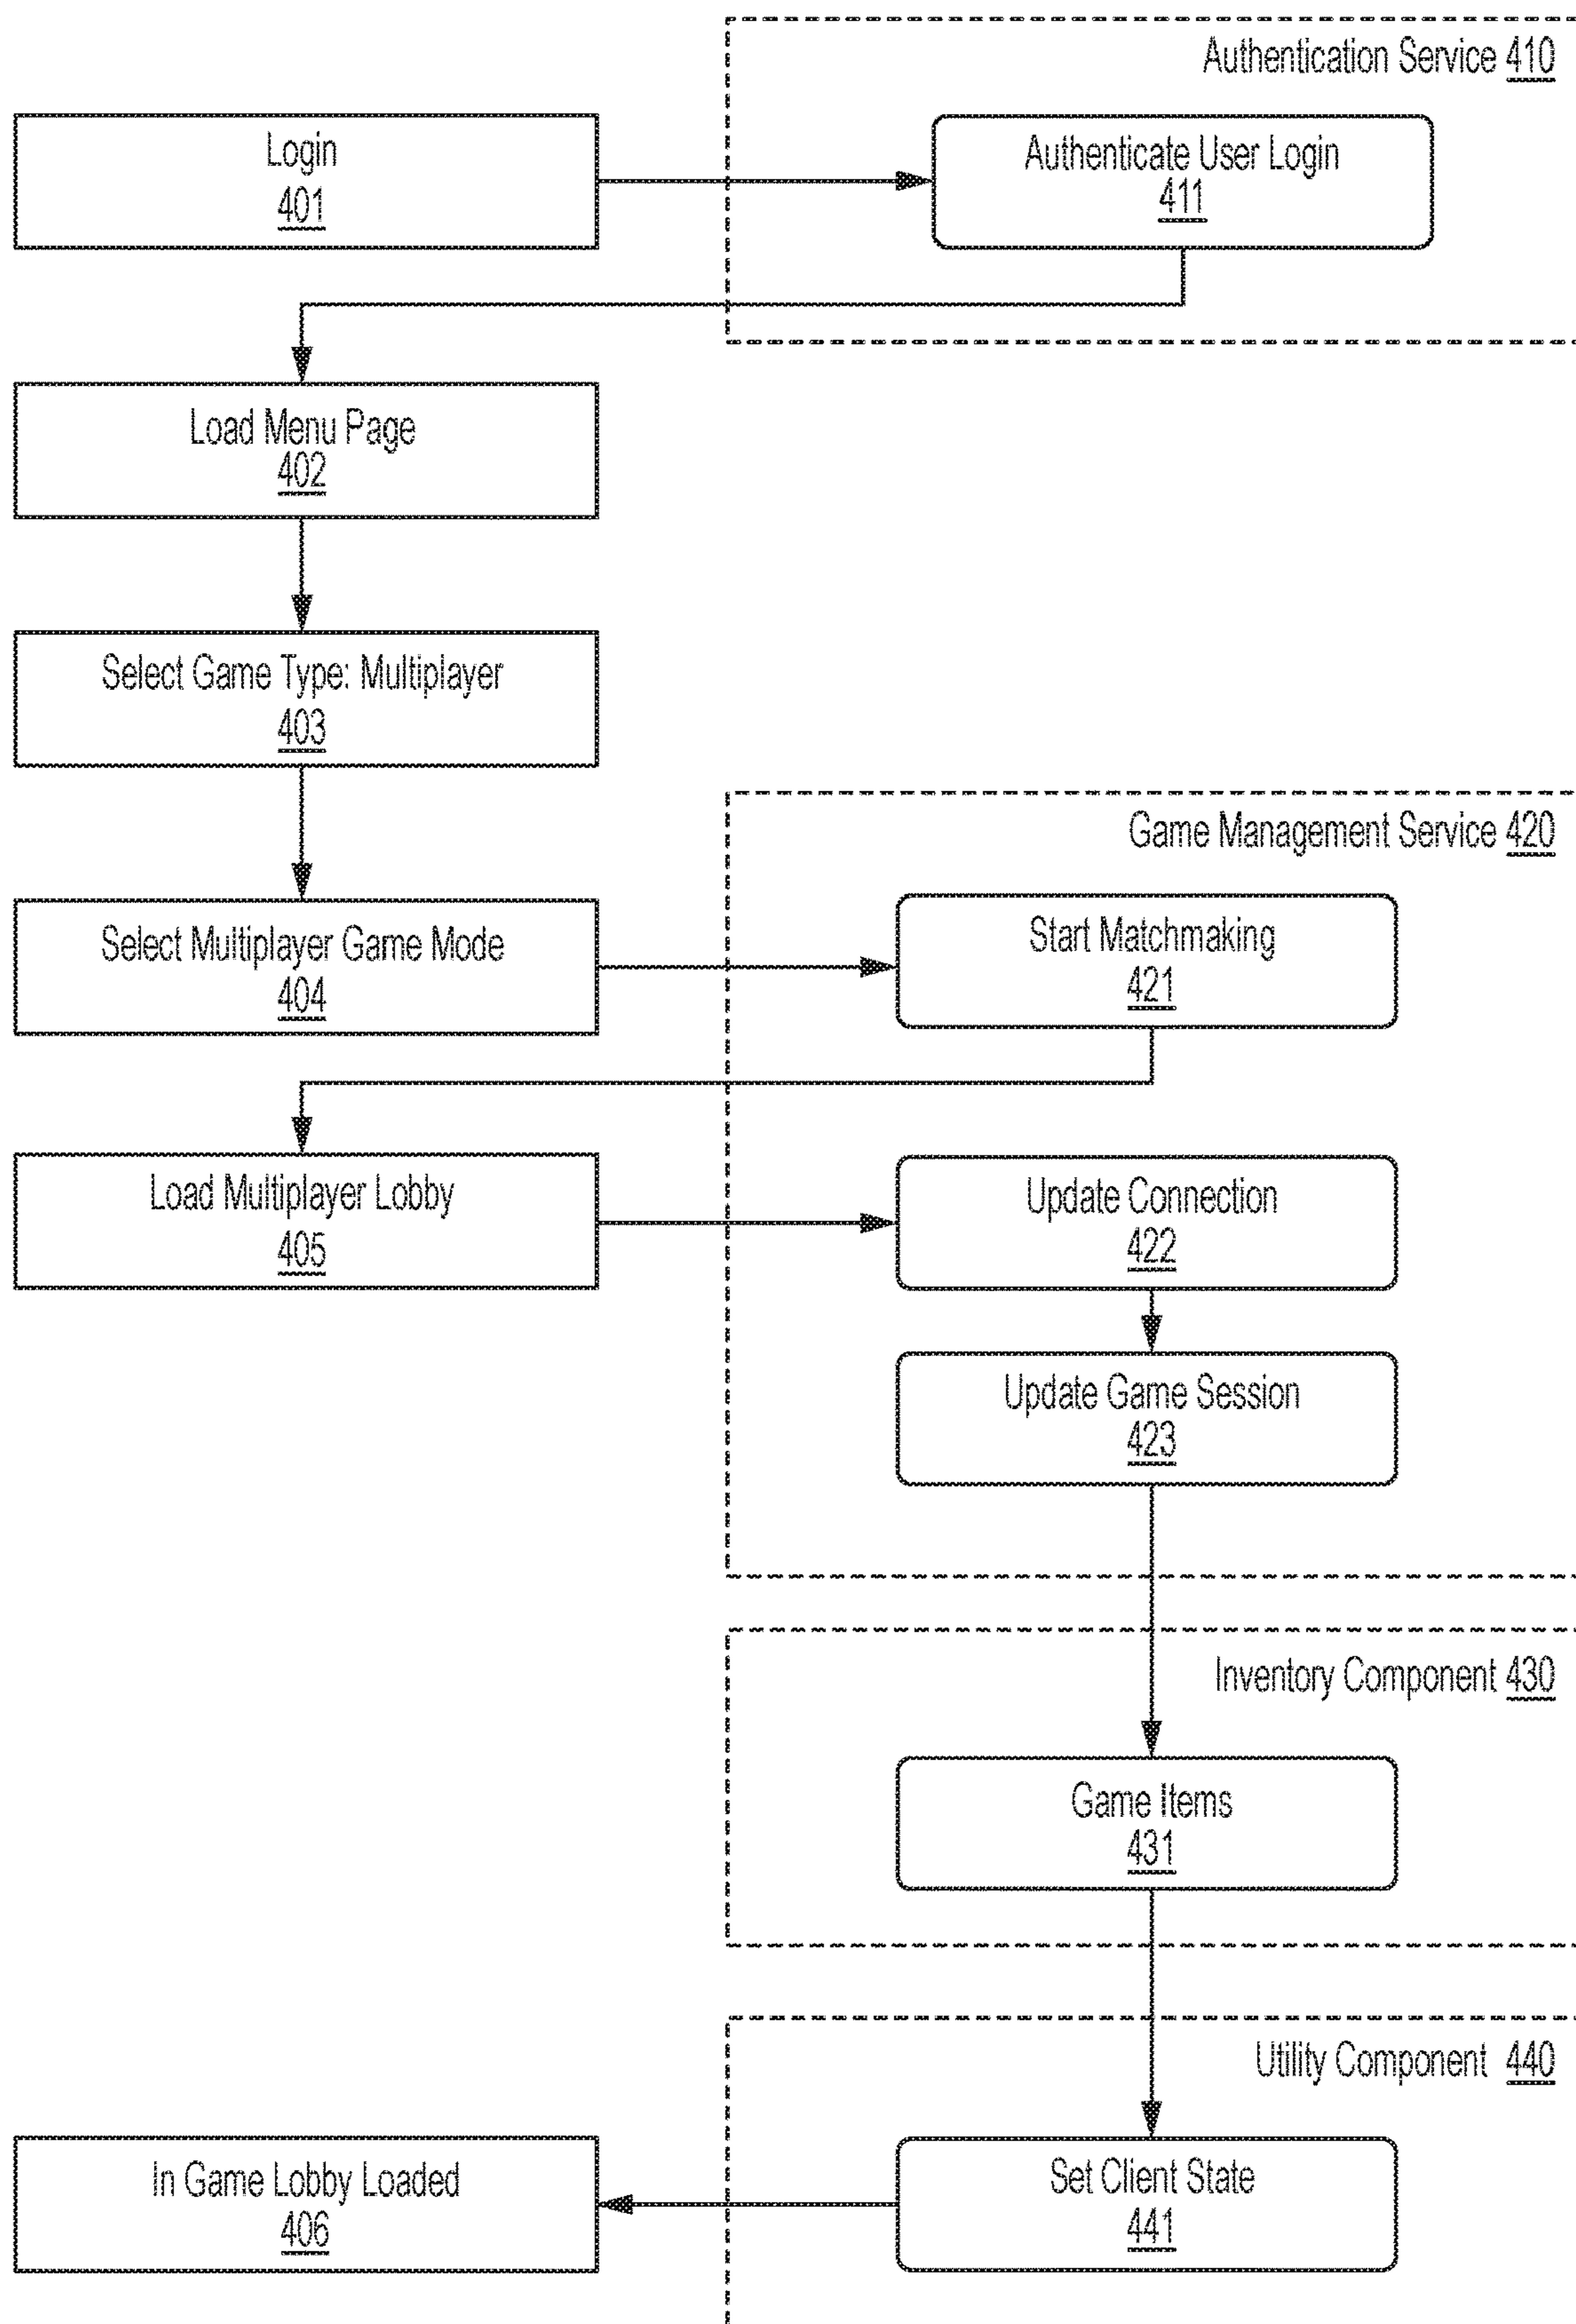 Authentication Service 410
Login
401
Authenticate User Login
411
Load Menu Page
402
Select Game Type: Multiplayer
403
Game Management Service 420
Select Multiplayer Game Mode
404
Start Matchmaking
421
Load Multiplayer Lobby
405
Update Connection
422
Update Game Session
423
Inventory Component 430
Game Items
431
Utility Component 440
In Game Lobby Loaded
406
Set Client State
441